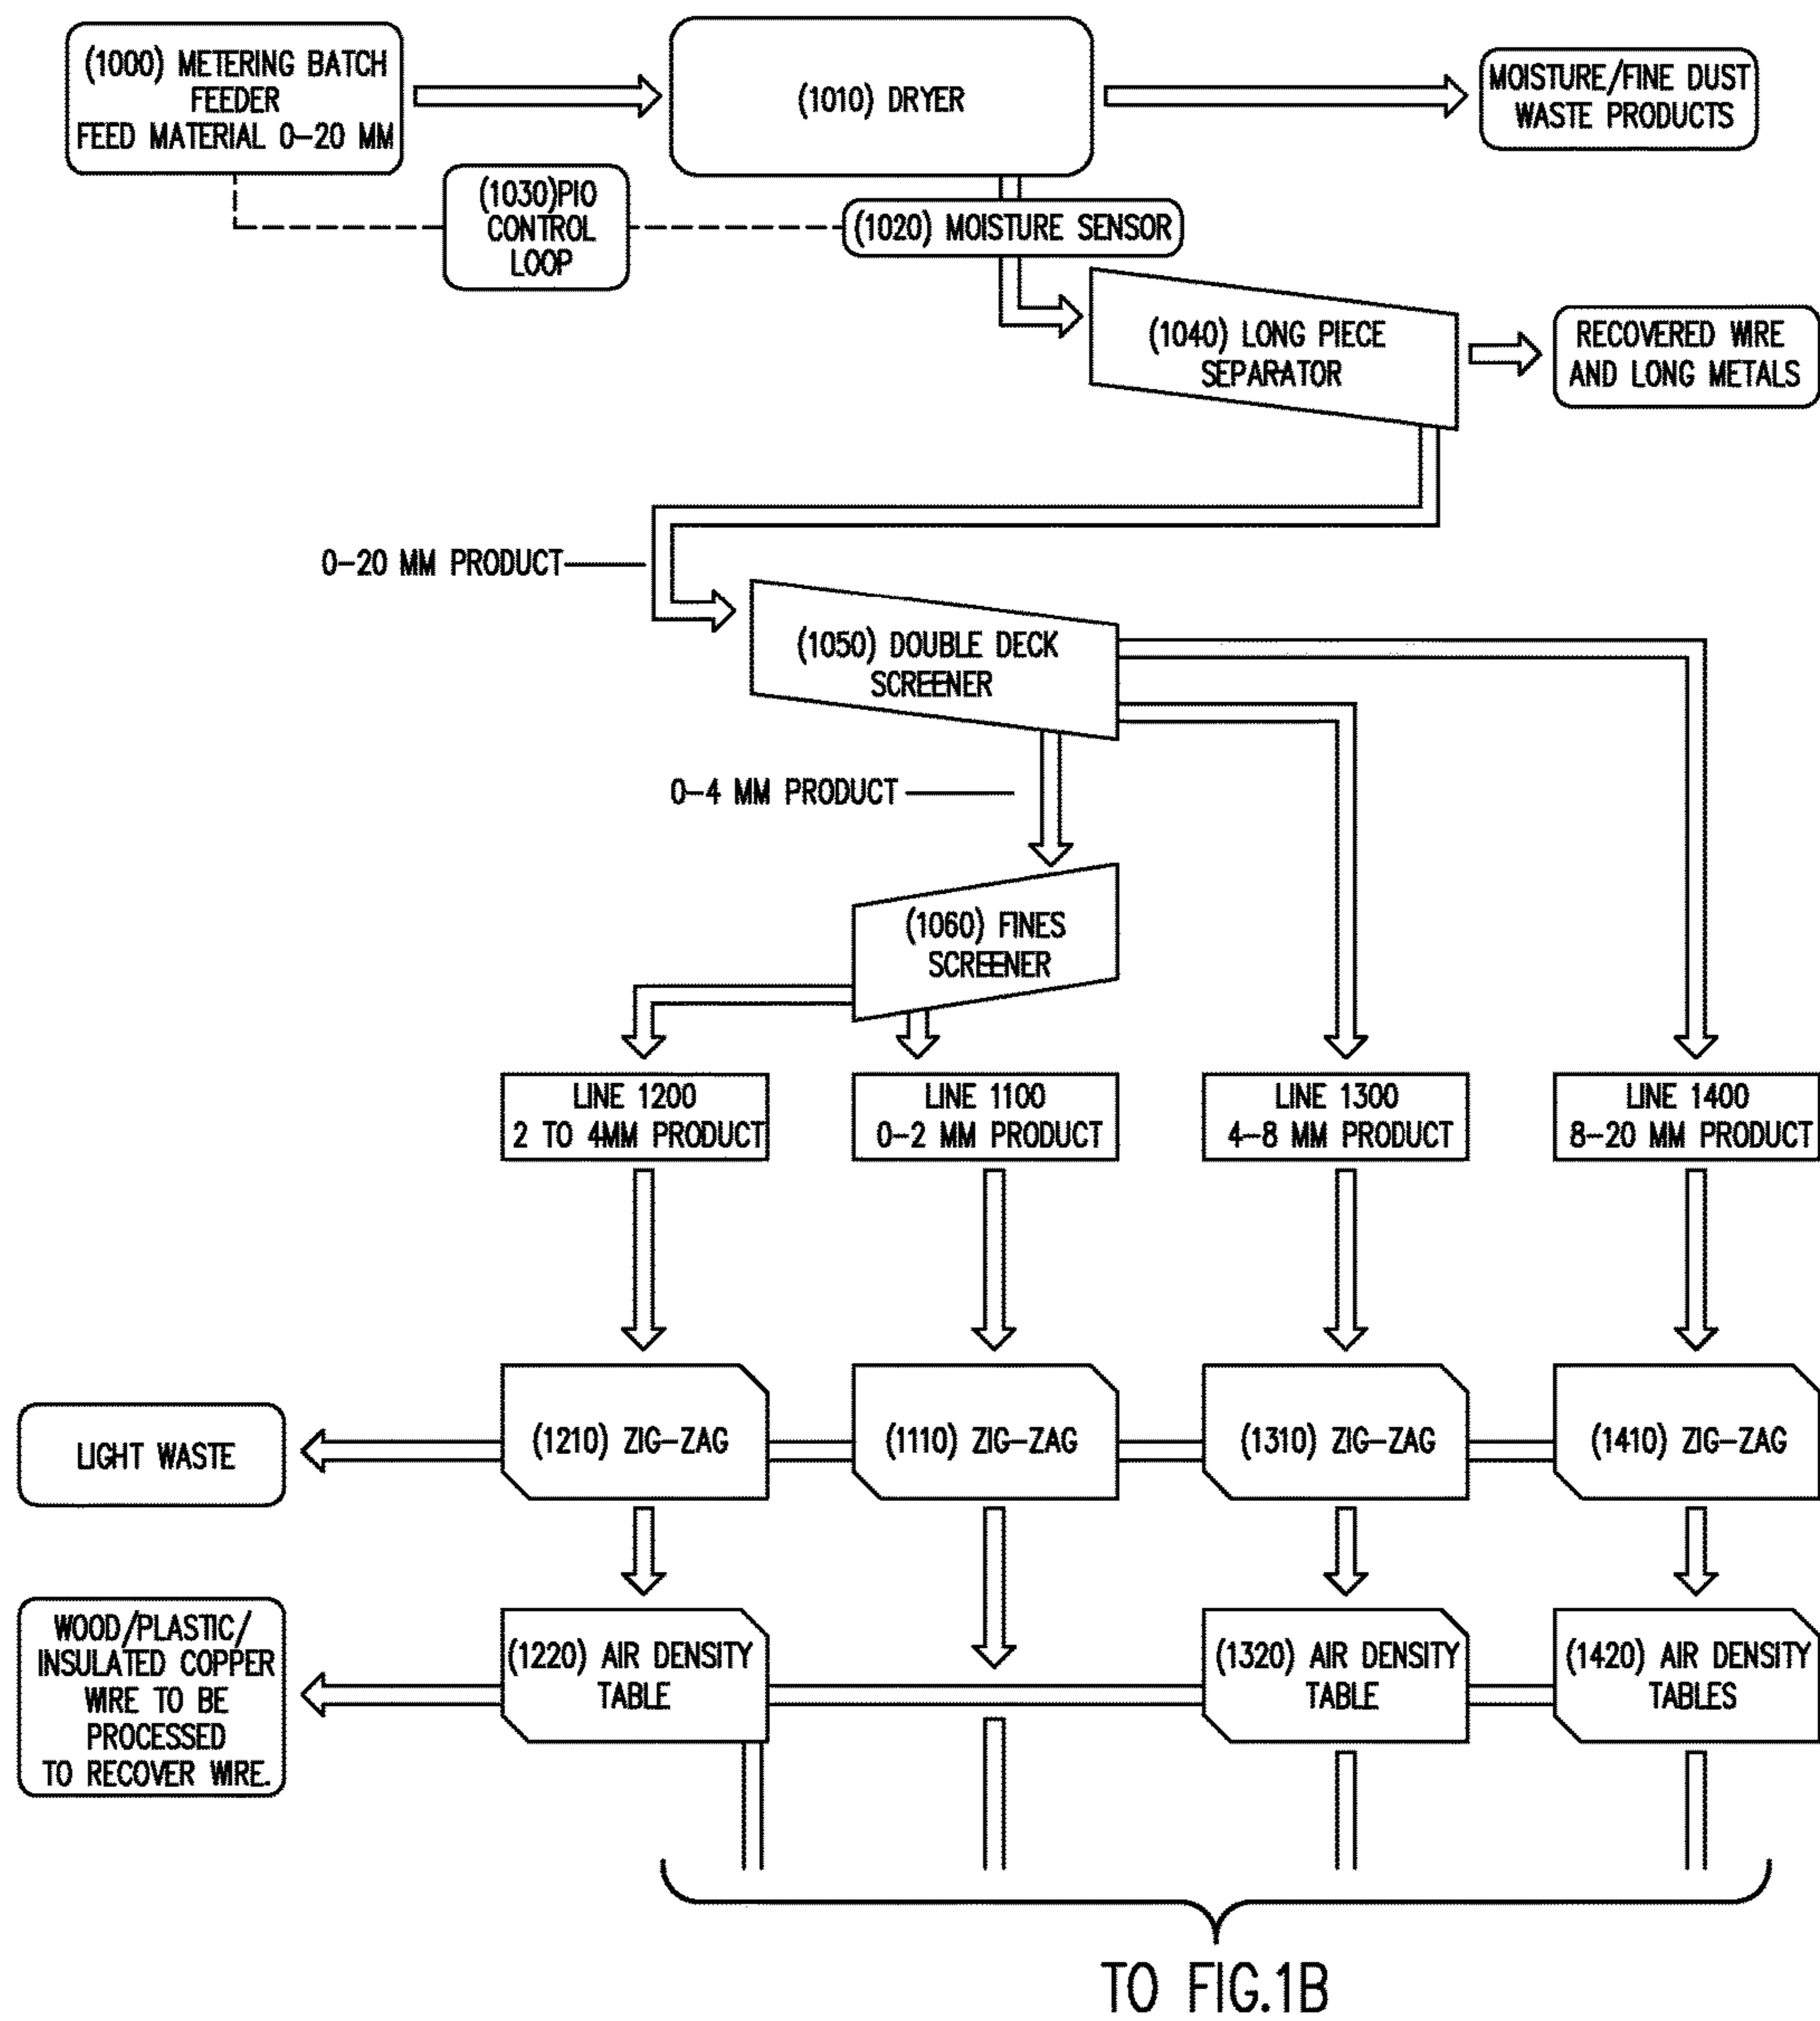 (1000) METERING BATCH
FEEDER
FEED MATERIAL 0-20 MM
(1010) DRYER
MOISTURE/FINE DUST
WASTE PRODUCTS
(1030)PIO
CONTROL
LOOP
(1020) MOISTURE SENSOR
(1040) LONG PIECE
SEPARATOR
RECOVERED WIRE
AND LONG METALS
0-20 MM PRODUCT
(1050) DOUBLE DECK
SCREENER
0-4 MM PRODUCT
(1060) FINES
SCREENER
LINE 1200
2 TO 4MM PRODUCT
LINE 1100
0-2 MM PRODUCT
LINE 1300
4-8 MM PRODUCT
LINE 1400
8-20 MM PRODUCT
LIGHT WASTE
(1210) ZIG-ZAG
(1110) ZIG-ZAG
(1310) ZIG-ZAG
(1410) ZIG-ZAG
WOOD/PLASTIC/
INSULATED COPPER
WIRE TO BE
PROCESSED
TO RECOVER WIRE.
(1220) AIR DENSITY
TABLE
(1320) AIR DENSITY
TABLE
(1420) AIR DENSITY
TABLES
TO FIG.1B